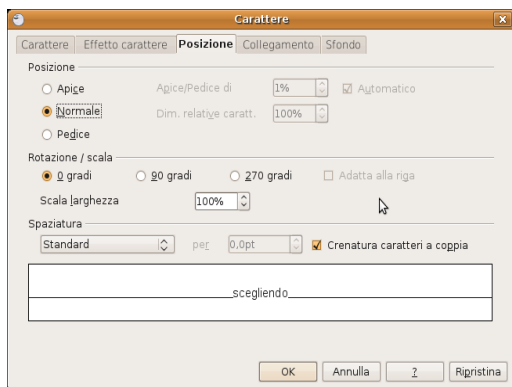 Carattere
Carattere Effetto carattere Posizione Collegamento Sfondo
Posizione
Apice Apice/Pedice di 1% Automatico
Normale Dim. relative caratt. 100%
Pedice
Rotazione / scala
0 gradi 90 gradi 270 gradi Adatta alla riga
Scala larghezza 100%
Spaziatura
Standard per 0,0pt Crenatura caratteri a coppia
scegliendo
OK Annulla ? Ripristina